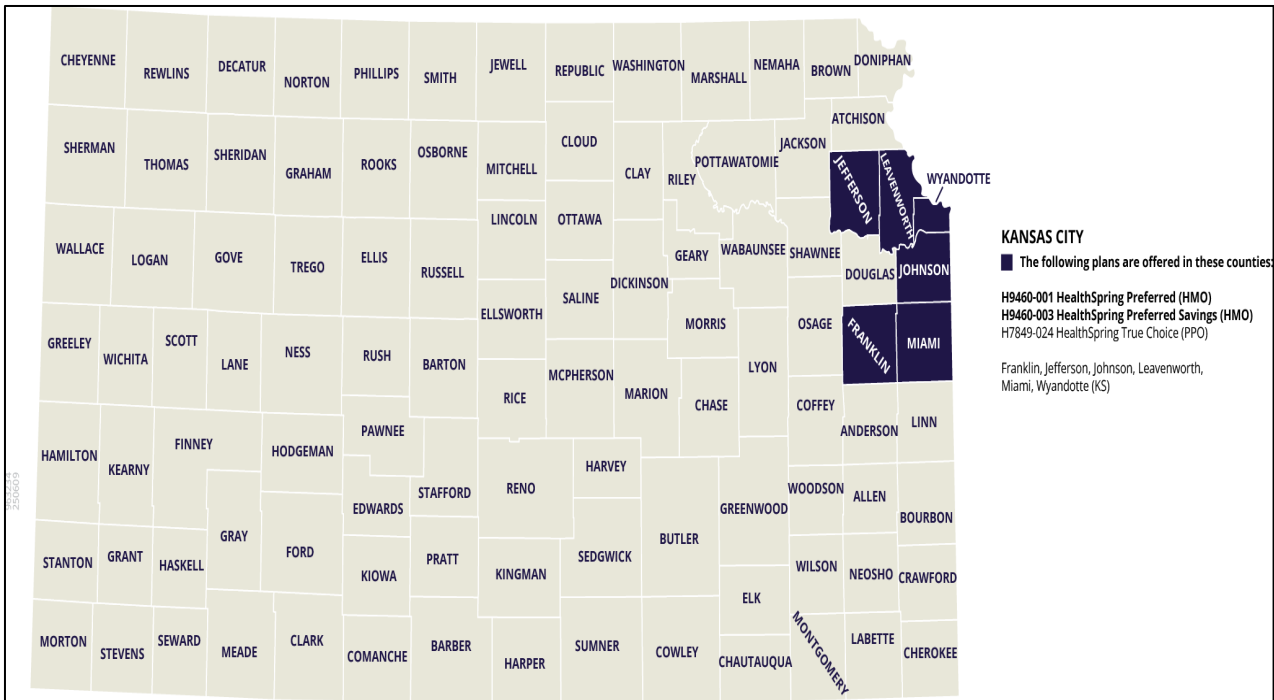 CHEYENNE
REWLINS
DECATUR
NORTON
PHILLIPS
SMITH
JEWELL
REPUBLIC
WASHINGTON
MARSHALL
NEMAHA
BROWN
DONIPHAN
SHERMAN
THOMAS
SHERIDAN
GRAHAM
ROOKS
OSBORNE
MITCHELL
CLOUD
CLAY
RILEY
POTTAWATOMIE
JACKSON
ATCHISON
JEFFERSON
LEAVENWORTH
WYANDOTTE
LINCOLN
OTTAWA
WALLACE
LOGAN
GOVE
TREGO
ELLIS
RUSSELL
ELLSWORTH
SALINE
DICKINSON
GEARY
WABAUNSEE
SHAWNEE
DOUGLAS
JOHNSON
GREELEY
WICHITA
SCOTT
LANE
NESS
RUSH
BARTON
RICE
MCPHERSON
MARION
MORRIS
CHASE
LYON
OSAGE
FRANKLIN
MIAMI
COFFEY
ANDERSON
LINN
HAMILTON
KEARNY
FINNEY
HODGEMAN
PAWNEE
STAFFORD
EDWARDS
RENO
HARVEY
BUTLER
GREENWOOD
WOODSON
ALLEN
BOURBON
STANTON
GRANT
HASKELL
GRAY
FORD
KIOWA
PRATT
KINGMAN
SEDGWICK
ELK
WILSON
NEOSHO
CRAWFORD
MORTON
STEVENS
SEWARD
MEADE
CLARK
COMANCHE
BARBER
HARPER
SUMNER
COWLEY
CHAUTAUQUA
MONTGOMERY
LABETTE
CHEROKEE
KANSAS CITY
The following plans are offered in these counties:
H9460-001 HealthSpring Preferred (HMO)
H9460-003 HealthSpring Preferred Savings (HMO)
H7849-024 HealthSpring True Choice (PPO)
Franklin, Jefferson, Johnson, Leavenworth,
Miami, Wyandotte (KS)
250609